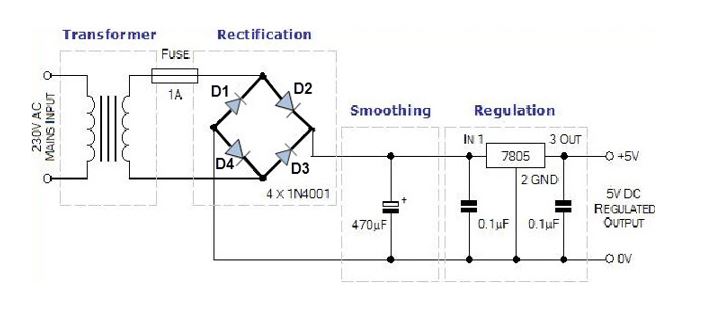 Transformer
Rectification
FUSE
1A
D1
D2
D4
D3
4 X 1N4001
230V AC
MAINS INPUT
Smoothing
470µF
+
Regulation
IN 1
3 OUT
7805
2 GND
0.1µF
0.1µF
+5V
5V DC
REGULATED
OUTPUT
0V